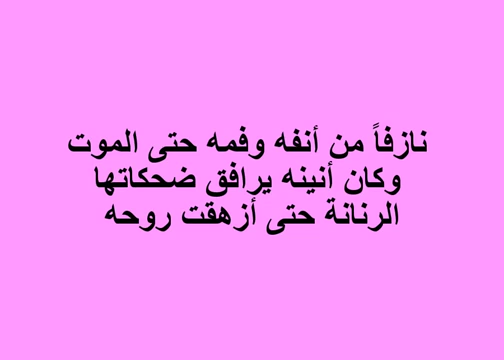 نازفاً من أنفه وفمه حتى الموت
وكان أنينه يرافق ضحكاتها
الرنانة حتى أزهقت روحه